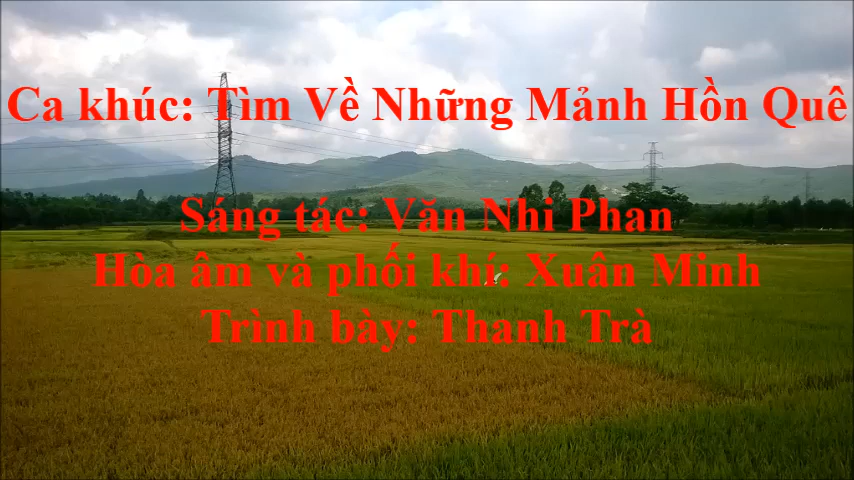 Ca khúc: Tìm Về Những Mảnh Hồn Quê
Sáng tác: Văn Nhi Phan
Hòa âm và phối khí: Xuân Minh
Trình bày: Thanh Trà